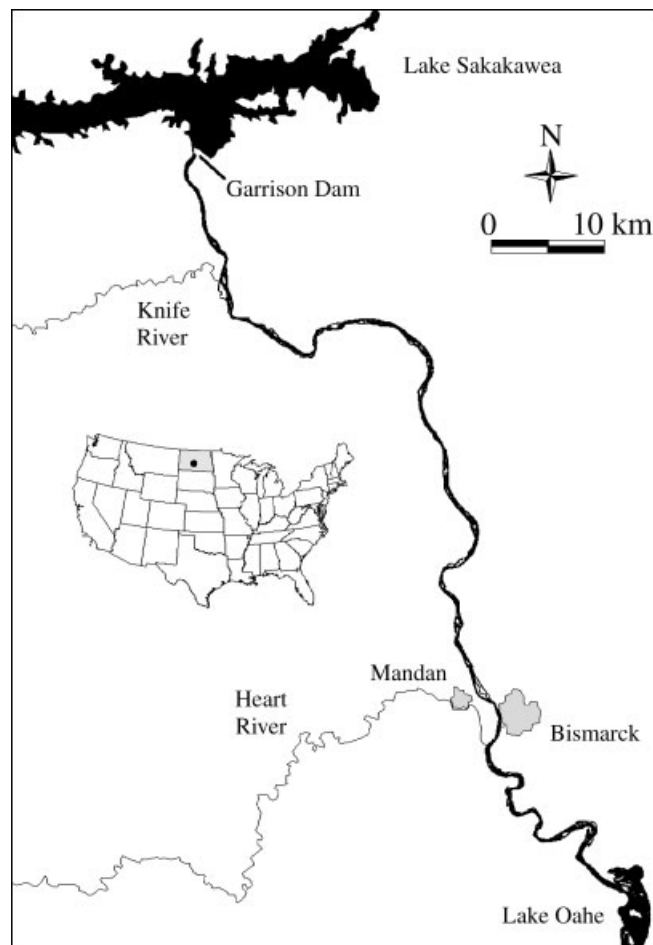 Lake Sakakawea
N
Garrison Dam
0 10 km
Knife
River
Mandan
Heart
River
Bismarck
Lake Oahe